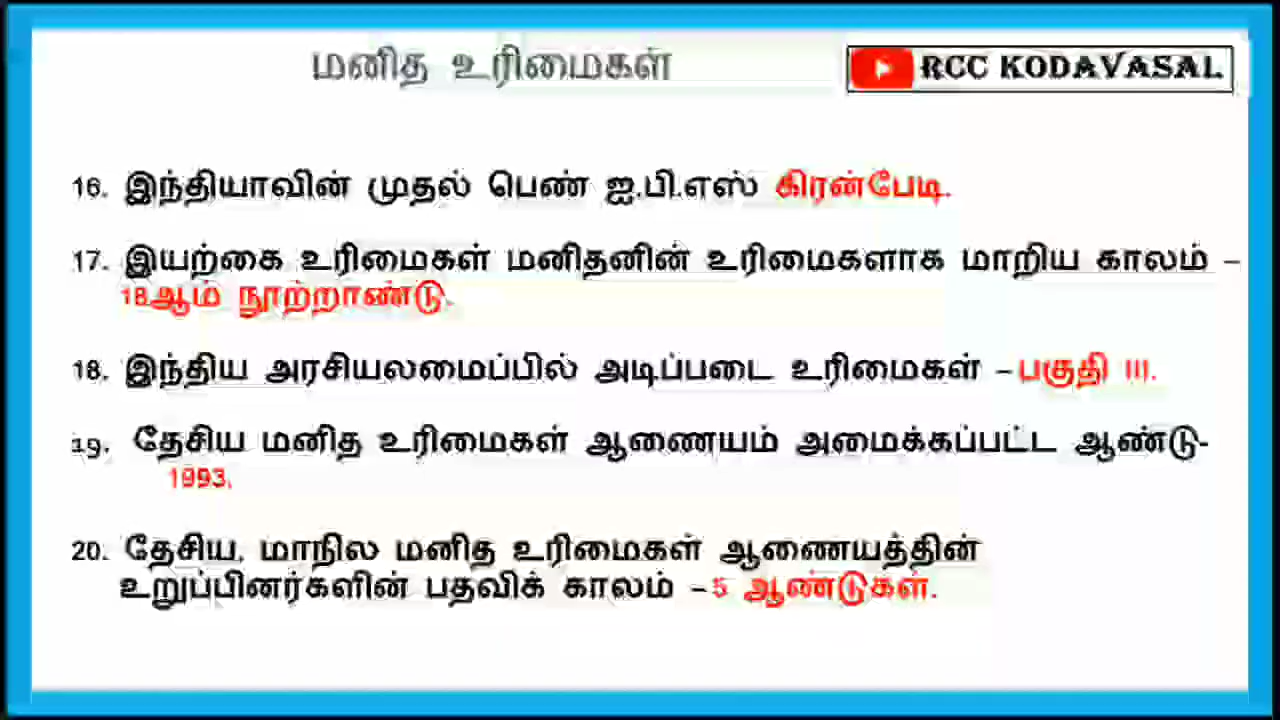 மனித உரிமைகள்
RCC KODAVASAL
16. இந்தியாவின் முதல் பெண் ஐ.பி.எஸ் கிரண்பேடி.
17. இயற்கை உரிமைகள் மனிதனின் உரிமைகளாக மாறிய காலம் –
18ஆம் நூற்றாண்டு.
18. இந்திய அரசியலமைப்பில் அடிப்படை உரிமைகள் – பகுதி III.
19. தேசிய மனித உரிமைகள் ஆணையம் அமைக்கப்பட்ட ஆண்டு-
1993.
20. தேசிய, மாநில மனித உரிமைகள் ஆணையத்தின்
உறுப்பினர்களின் பதவிக் காலம் – 5 ஆண்டுகள்.